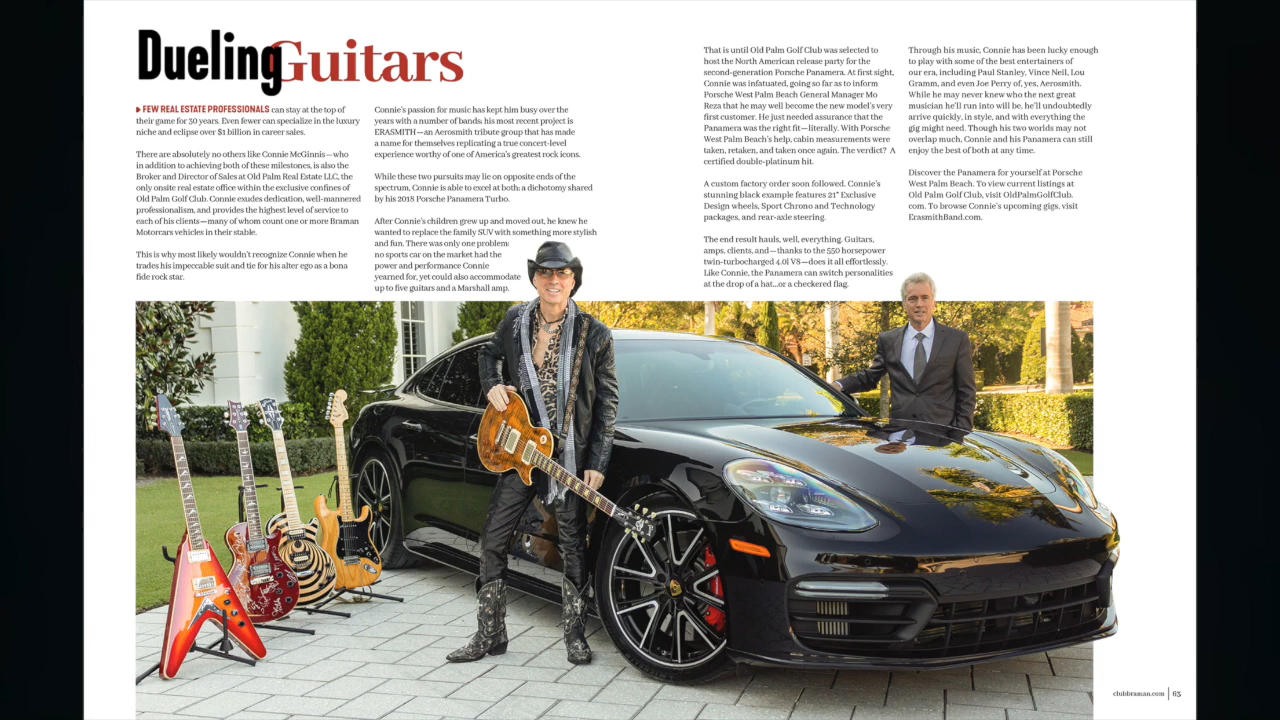 Dueling Guitars
FEW REAL ESTATE PROFESSIONALS can stay at the top of
their game for 30 years. Even fewer can specialize in the luxury
niche and eclipse over $1 billion in career sales.
There are absolutely no others like Connie McGinnis—who
in addition to achieving both of these milestones, is also the
Broker and Director of Sales at Old Palm Real Estate LLC, the
only onsite real estate office within the exclusive confines of
Old Palm Golf Club. Connie exudes dedication, well-mannered
professionalism, and provides the highest level of service to
each of his clients—many of whom count one or more Braman
Motorcars vehicles in their stable.
This is why most likely wouldn't recognize Connie when he
trades his impeccable suit and tie for his alter ego as a bona
fide rock star.
Connie's passion for music has kept him busy over the
years with a number of bands; his most recent project is
ERASMITH—an Aerosmith tribute group that has made
a name for themselves replicating a true concert-level
experience worthy of one of America's greatest rock icons.
While these two pursuits may lie on opposite ends of the
spectrum, Connie is able to excel at both; a dichotomy shared
by his 2018 Porsche Panamera Turbo.
After Connie's children grew up and moved out, he knew he
wanted to replace the family SUV with something more stylish
and fun. There was only one problem:
no sports car on the market had the
power and performance Connie
yearned for, yet could also accommodate
up to five guitars and a Marshall amp.
That is until Old Palm Golf Club was selected to
host the North American release party for the
second-generation Porsche Panamera. At first sight,
Connie was infatuated, going so far as to inform
Porsche West Palm Beach General Manager Mo
Reza that he may well become the new model's very
first customer. He just needed assurance that the
Panamera was the right fit—literally. With Porsche
West Palm Beach's help, cabin measurements were
taken, retaken, and taken once again. The verdict? A
certified double-platinum hit.
A custom factory order soon followed. Connie's
stunning black example features 21" Exclusive
Design wheels, Sport Chrono and Technology
packages, and rear-axle steering.
The end result hauls, well, everything. Guitars,
amps, clients, and—thanks to the 550 horsepower
twin-turbocharged 4.0l V8—does it all effortlessly.
Like Connie, the Panamera can switch personalities
at the drop of a hat...or a checkered flag.
Through his music, Connie has been lucky enough
to play with some of the best entertainers of
our era, including Paul Stanley, Vince Neil, Lou
Gramm, and even Joe Perry of, yes, Aerosmith.
While he may never knew who the next great
musician he'll run into will be, he'll undoubtedly
arrive quickly, in style, and with everything the
gig might need. Though his two worlds may not
overlap much, Connie and his Panamera can still
enjoy the best of both at any time.
Discover the Panamera for yourself at Porsche
West Palm Beach. To view current listings at
Old Palm Golf Club, visit OldPalmGolfClub.
com. To browse Connie's upcoming gigs, visit
ErasmithBand.com.
clubbraman.com | 63